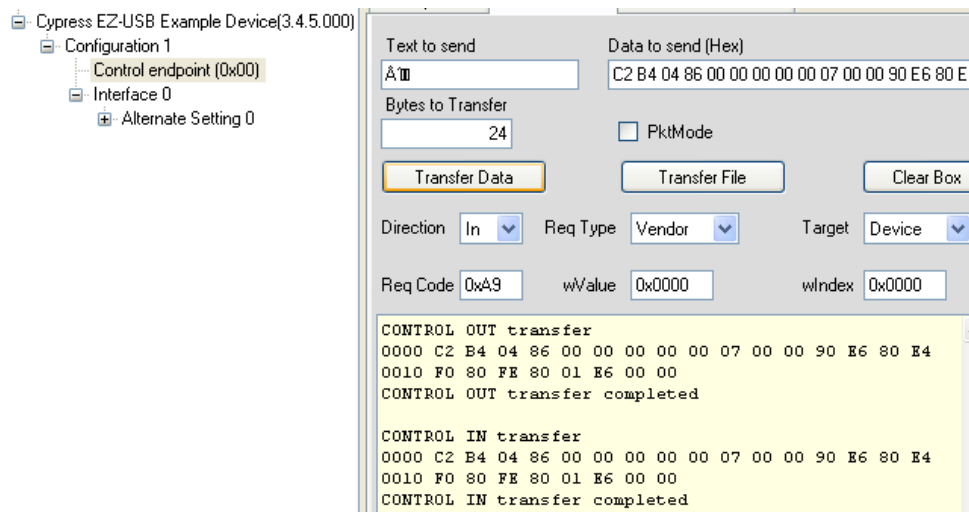 Cypress EZ-USB Example Device(3.4.5.000)
Configuration 1
Control endpoint (0x00)
Interface 0
Alternate Setting 0
Text to send
Data to send (Hex)
C2 B4 04 86 00 00 00 00 00 07 00 00 90 E6 80 E
Bytes to Transfer
24
PktMode
Transfer Data
Transfer File
Clear Box
Direction In Req Type Vendor Target Device
Req Code 0xA9 wValue 0x0000 wIndex 0x0000
CONTROL OUT transfer
0000 C2 B4 04 86 00 00 00 00 00 07 00 00 90 E6 80 E4
0010 F0 80 FE 80 01 E6 00 00
CONTROL OUT transfer completed
CONTROL IN transfer
0000 C2 B4 04 86 00 00 00 00 00 07 00 00 90 E6 80 E4
0010 F0 80 FE 80 01 E6 00 00
CONTROL IN transfer completed